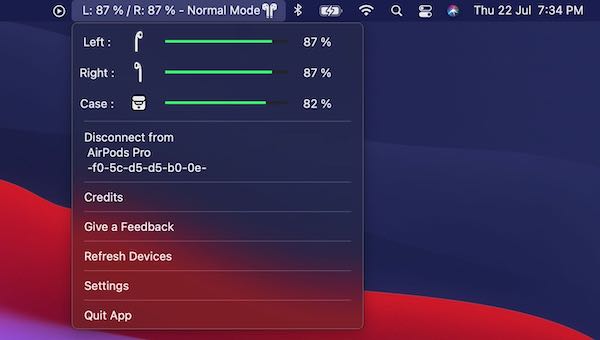 L: 87 % / R: 87 % - Normal Mode Thu 22 Jul 7:34 PM
Left : 87 %
Right : 87 %
Case : 82 %
Disconnect from
AirPods Pro
-f0-5c-d5-d5-b0-0e-
Credits
Give a Feedback
Refresh Devices
Settings
Quit App